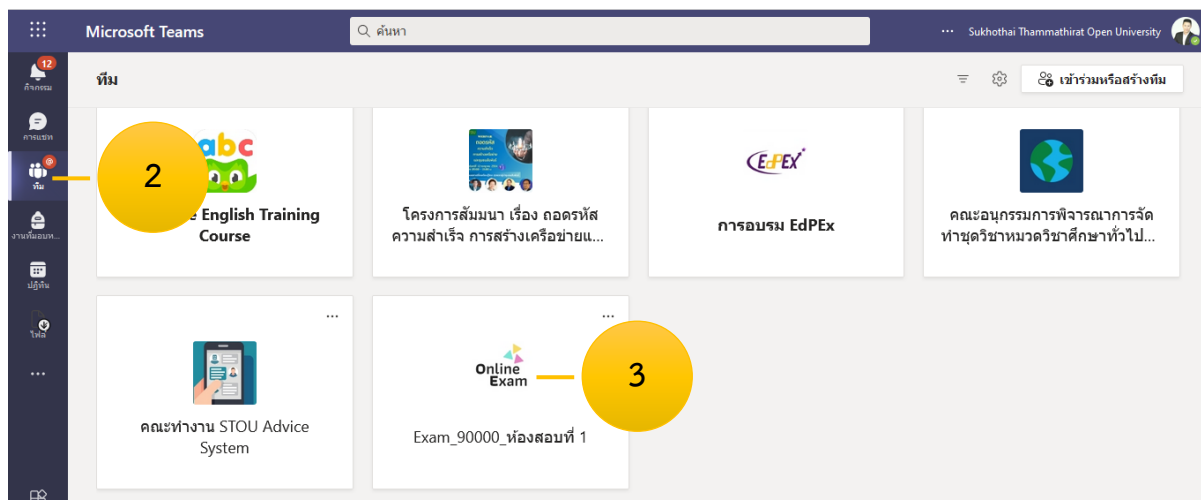 Microsoft Teams
ค้นหา
Sukhothai Thammathirat Open University
12
กิจกรรม
ทีม
เข้าร่วมหรือสร้างทีม
การแชท
@
ทีม
2
abc
English Training
Course
โครงการสัมมนา เรื่อง ถอดรหัส
ความสำเร็จ การสร้างเครือข่ายแ...
EdPEx
การอบรม EdPEx
คณะอนุกรรมการพิจารณาการจัด
ทำชุดวิชาหมวดวิชาศึกษาทั่วไป...
งานที่มอบห...
ปฏิทิน
ไฟล์
...
...
คณะทำงาน STOU Advice
System
...
Online
Exam
3
Exam_90000_ห้องสอบที่ 1